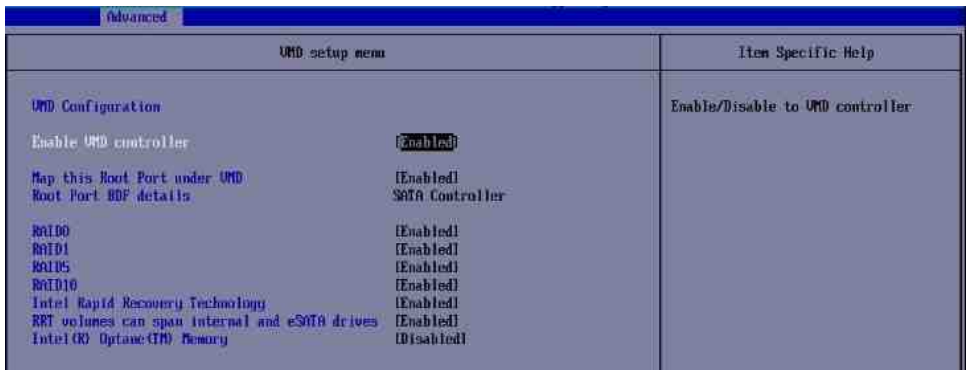 Advanced
VMD setup menu
Item Specific Help
VMD Configuration
Enable/Disable to VMD controller
Enable VMD controller [Enabled]
Map this Root Port under VMD [Enabled]
Root Port BDF details SATA Controller
RAID0 [Enabled]
RAID1 [Enabled]
RAID5 [Enabled]
RAID10 [Enabled]
Intel Rapid Recovery Technology [Enabled]
RRT volumes can span internal and eSATA drives [Enabled]
Intel(R) Optane(TM) Memory [Disabled]